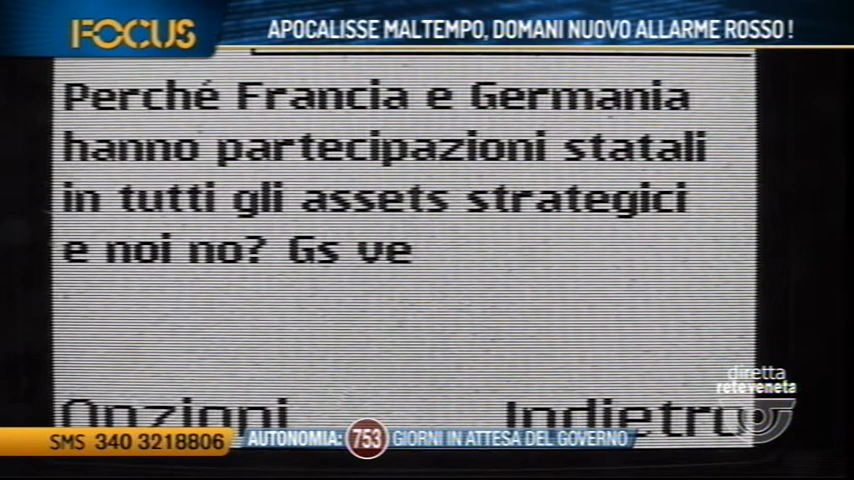 FOCUS
APOCALISSE MALTEMPO, DOMANI NUOVO ALLARME ROSSO!
Perché Francia e Germania
hanno partecipazioni statali
in tutti gli assets strategici
e noi no? Gs ve
diretta
reteveneta
Opzioni
Indietro
SMS 340 3218806
AUTONOMIA: 753 GIORNI IN ATTESA DEL GOVERNO